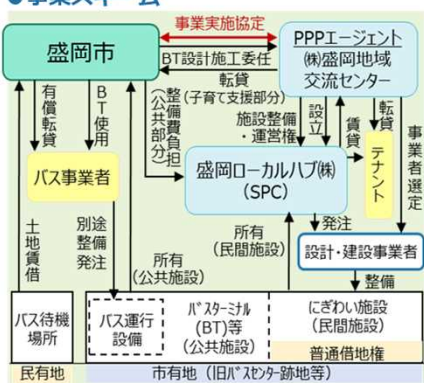 ●事業スキーム
事業実施協定
盛岡市
PPPエージェント
㈱盛岡地域
交流センター
BT設計施工委任
転貸
(子育て支援部分)
有償転貸
BT使用
整備費負担
(公共部分)
施設整備
・運営権
設立
賃貸
転貸
テナント
事業者選定
バス事業者
盛岡ローカルハブ㈱
(SPC)
土地賃借
別途
整備
発注
所有
(公共施設)
所有
(民間施設)
発注
設計・建設事業者
整備
バス待機
場所
バス運行
設備
バスターミナル
(BT)等
(公共施設)
にぎわい施設
(民間施設)
普通借地権
民有地
市有地(旧バスセンター跡地等)